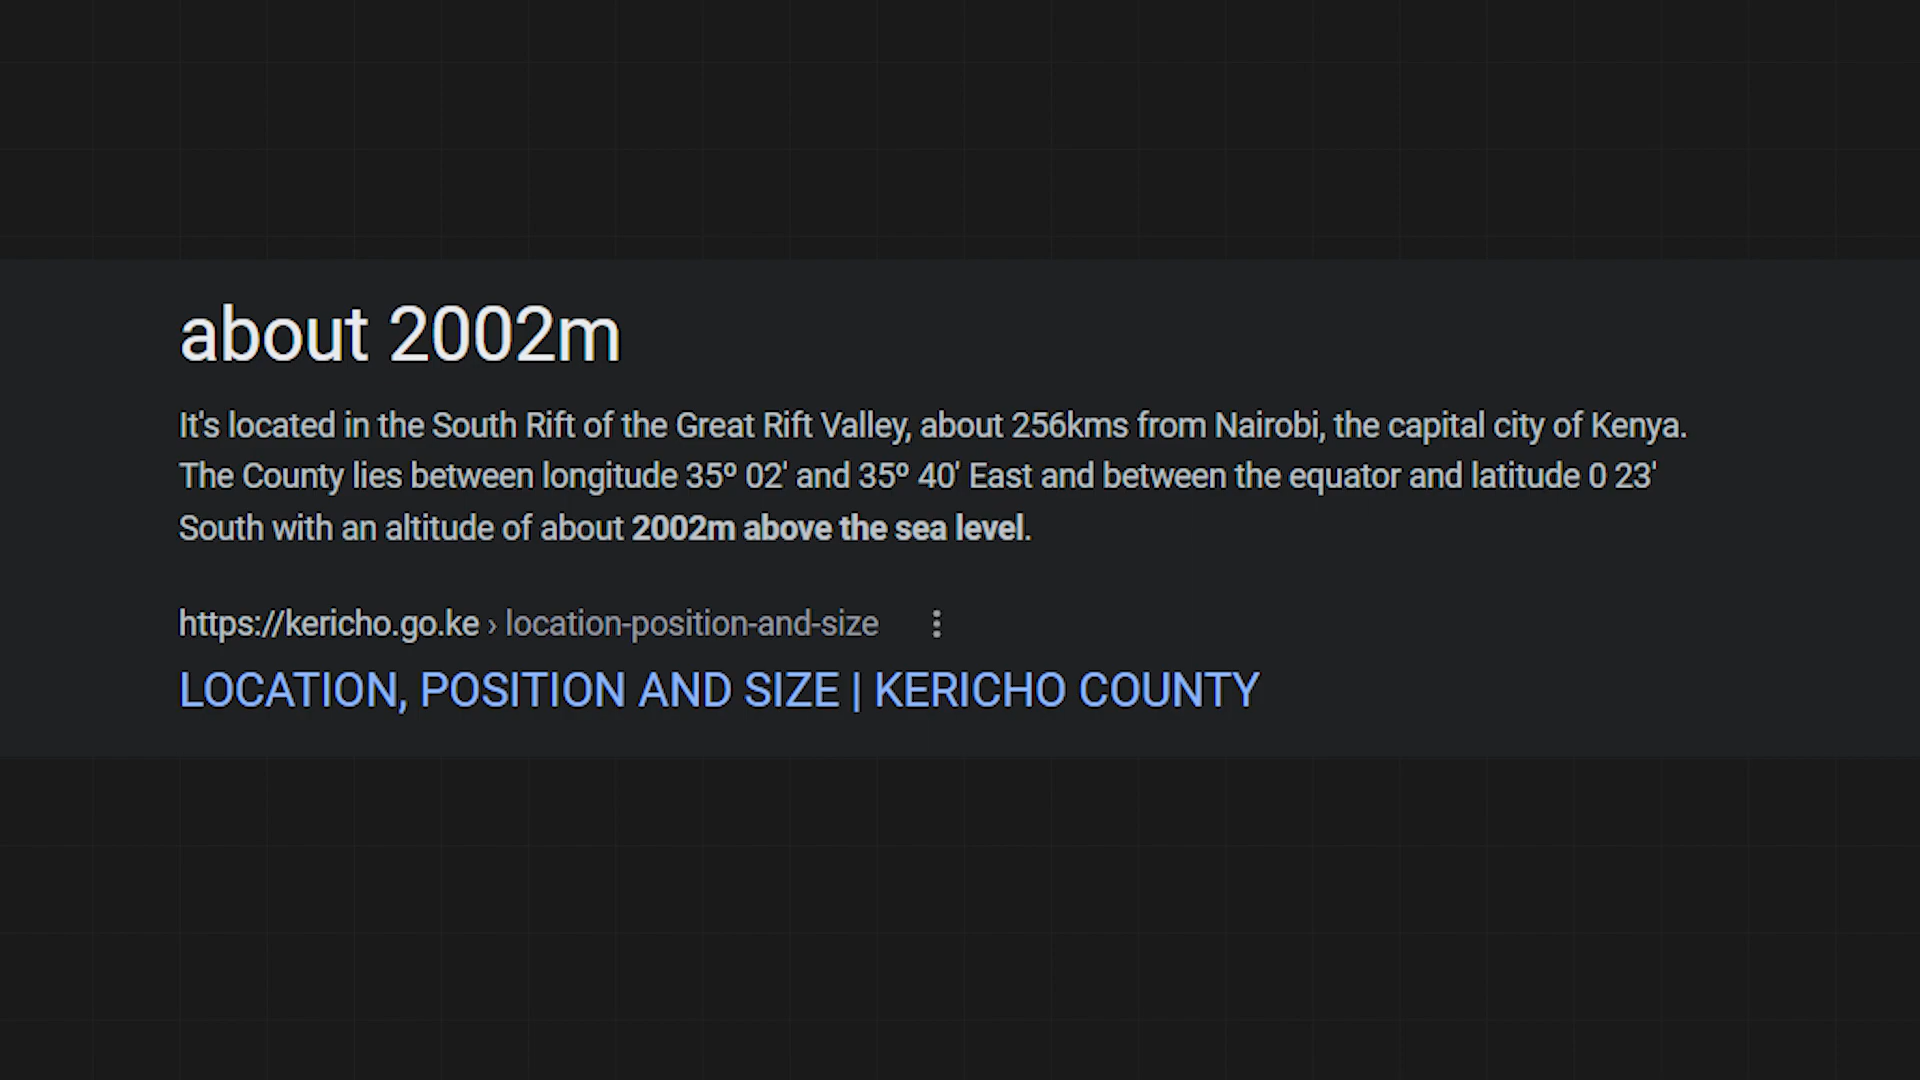 about 2002m
It's located in the South Rift of the Great Rift Valley, about 256kms from Nairobi, the capital city of Kenya.
The County lies between longitude 35º 02' and 35º 40' East and between the equator and latitude 0 23'
South with an altitude of about 2002m above the sea level.
https://kericho.go.ke › location-position-and-size
LOCATION, POSITION AND SIZE | KERICHO COUNTY